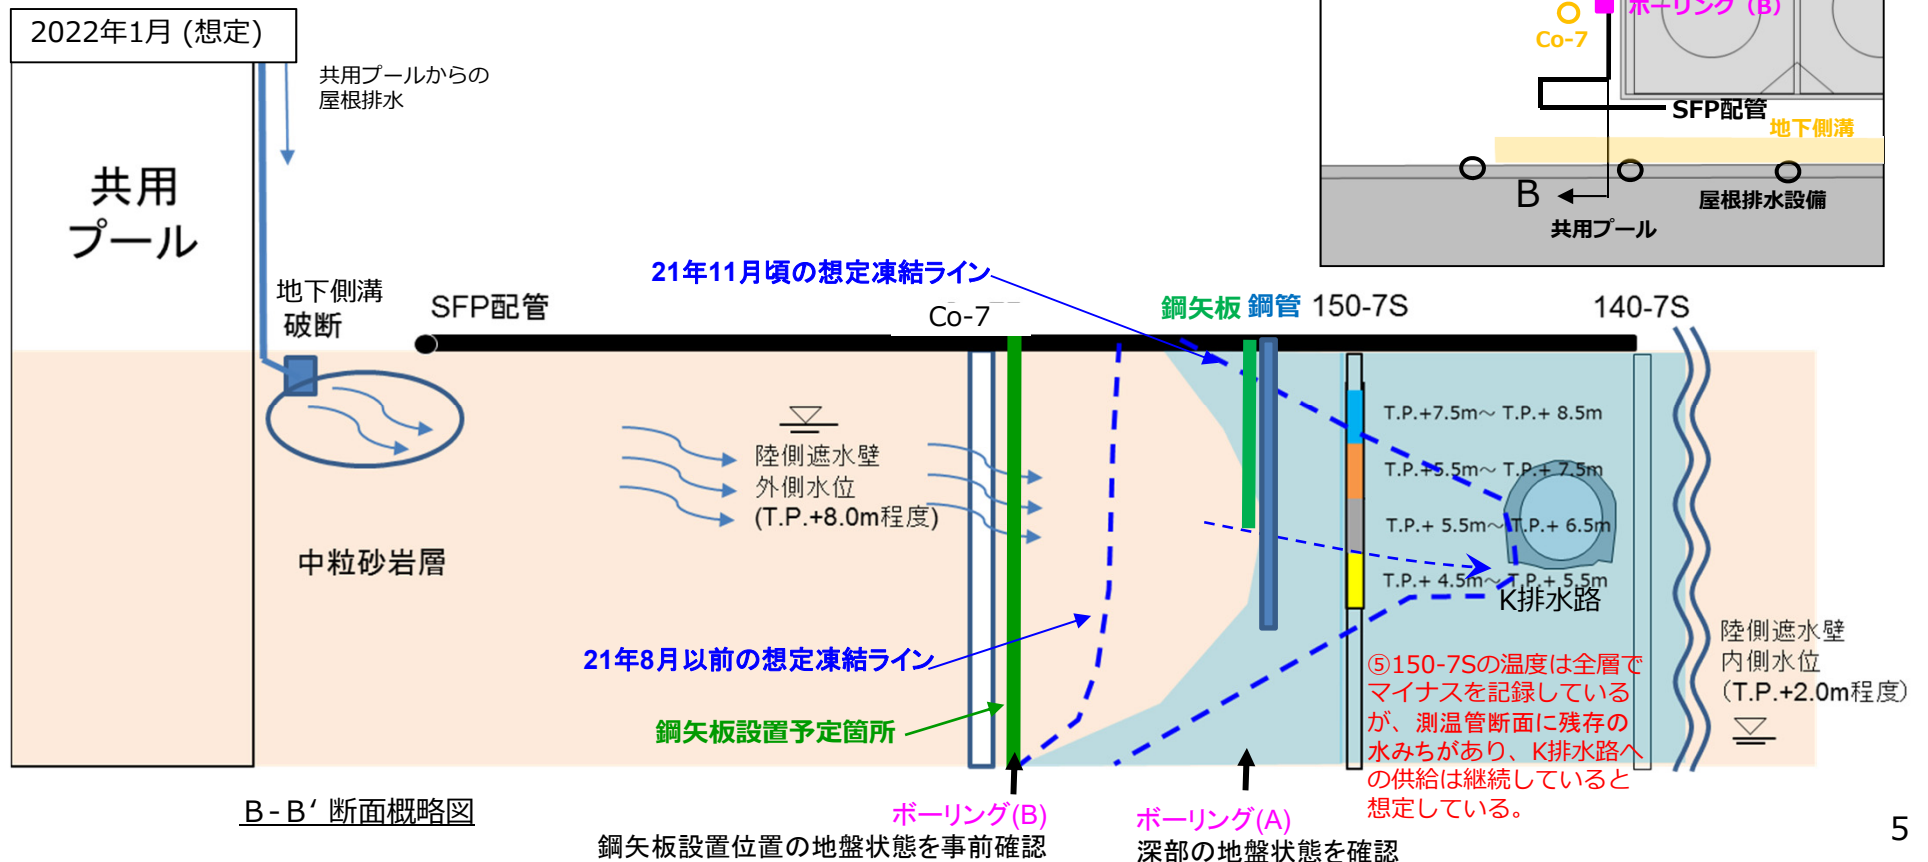 2022年1月 (想定)
共用プールからの
屋根排水
共用
プール
地下側溝
破断
SFP配管
21年11月頃の想定凍結ライン
Co-7
鋼矢板
鋼管
150-7S
140-7S
ボーリング（B）
Co-7
SFP配管
地下側溝
B
屋根排水設備
共用プール
T.P.+7.5m～ T.P.+ 8.5m
T.P.+5.5m～ T.P.+ 7.5m
T.P.+ 5.5m～ T.P.+ 6.5m
T.P.+ 4.5m～ T.P.+ 5.5m
K排水路
陸側遮水壁
外側水位
(T.P.+8.0m程度)
中粒砂岩層
21年8月以前の想定凍結ライン
鋼矢板設置予定箇所
⑤150-7Sの温度は全層で
マイナスを記録している
が、測温管断面に残存の
水みちがあり、K排水路へ
の供給は継続していると
想定している。
陸側遮水壁
内側水位
（T.P.+2.0m程度）
B-B‘ 断面概略図
ボーリング(B)
鋼矢板設置位置の地盤状態を事前確認
ボーリング(A)
深部の地盤状態を確認
5